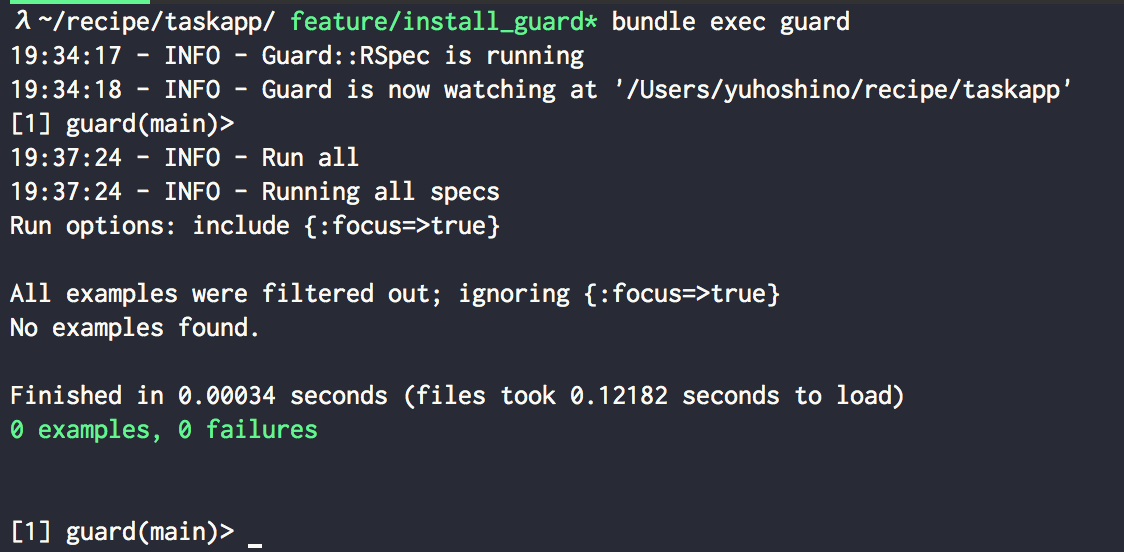 λ ~/recipe/taskapp/ feature/install_guard* bundle exec guard
19:34:17 - INFO - Guard::RSpec is running
19:34:18 - INFO - Guard is now watching at '/Users/yuhoshino/recipe/taskapp'
[1] guard(main)>
19:37:24 - INFO - Run all
19:37:24 - INFO - Running all specs
Run options: include {:focus=>true}
All examples were filtered out; ignoring {:focus=>true}
No examples found.
Finished in 0.00034 seconds (files took 0.12182 seconds to load)
0 examples, 0 failures
[1] guard(main)> _